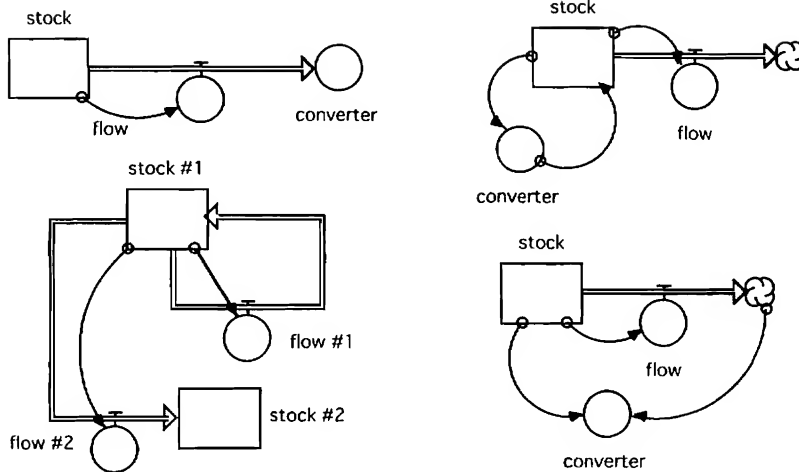 stock
flow
converter
stock
flow
converter
stock #1
flow #1
stock #2
flow #2
stock
flow
converter